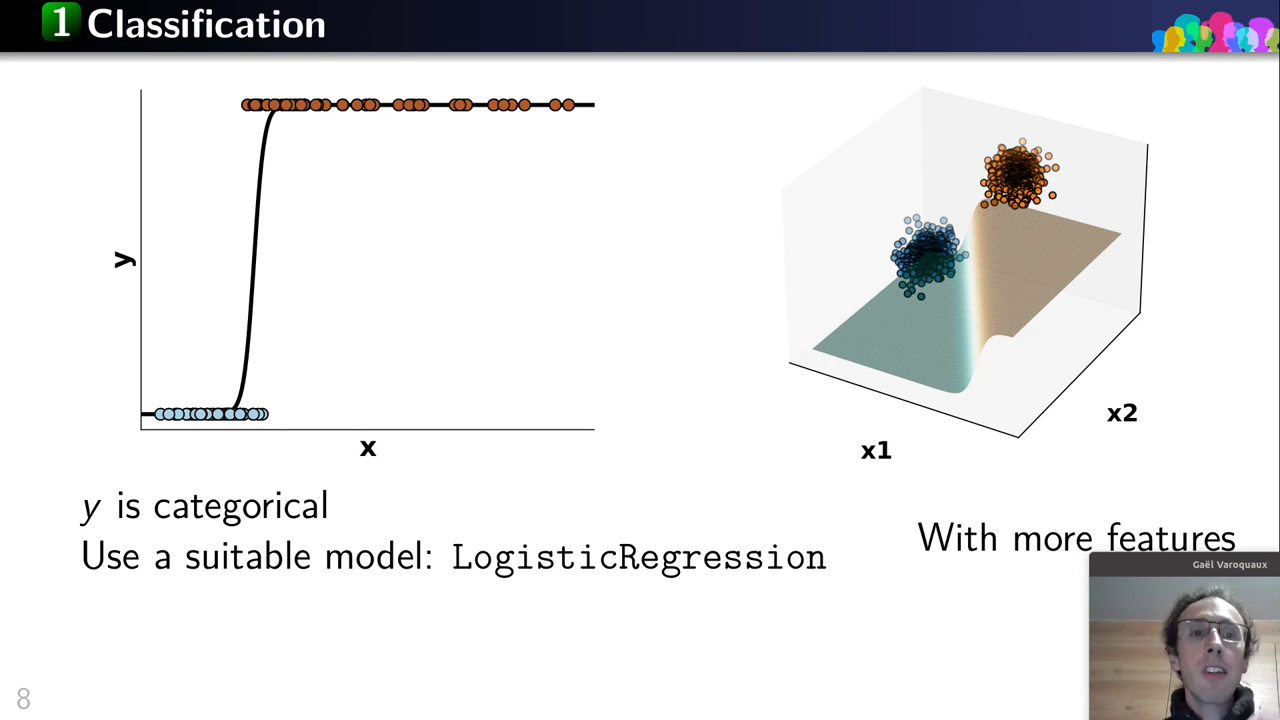 1 Classification
y
x
x1
x2
y is categorical
Use a suitable model: LogisticRegression
With more features
Gaël Varoquaux
8